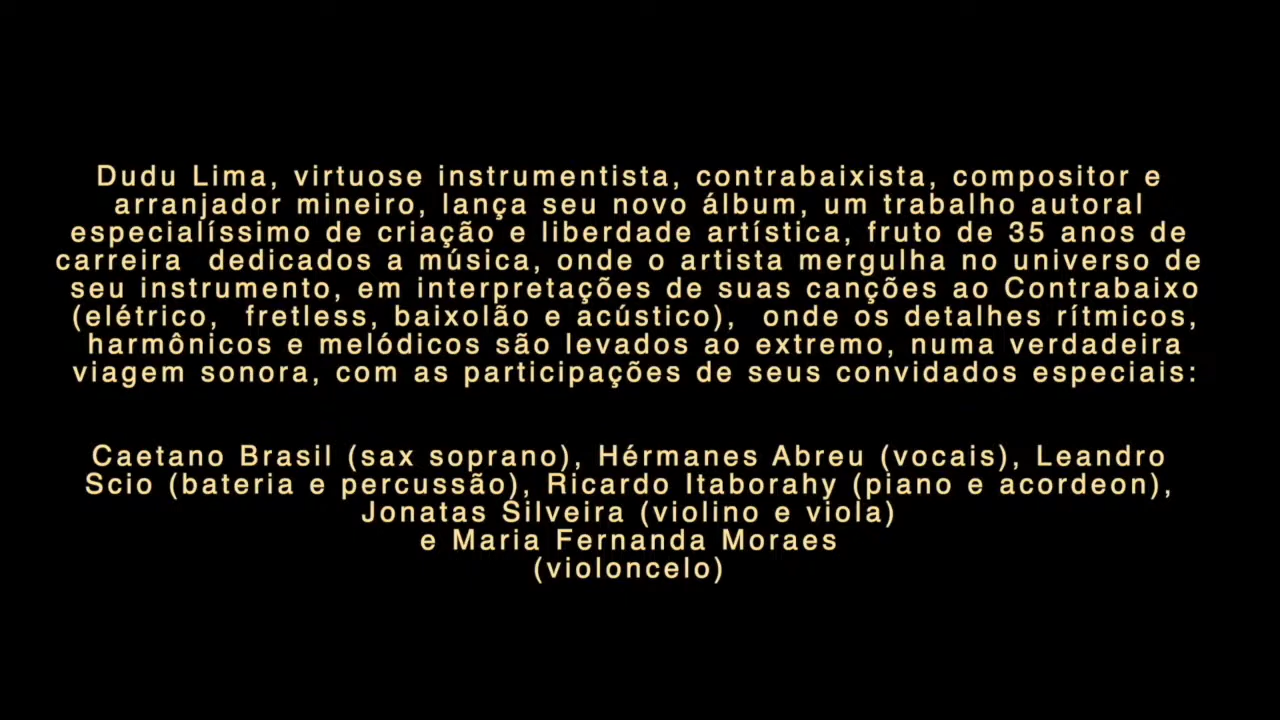 Dudu Lima, virtuose instrumentista, contrabaixista, compositor e
arranjador mineiro, lança seu novo álbum, um trabalho autoral
especialíssimo de criação e liberdade artística, fruto de 35 anos de
carreira  dedicados a música, onde o artista mergulha no universo de
seu instrumento, em interpretações de suas canções ao Contrabaixo
(elétrico,  fretless, baixolão e acústico),  onde os detalhes rítmicos,
harmônicos e melódicos são levados ao extremo, numa verdadeira
viagem sonora, com as participações de seus convidados especiais:
Caetano Brasil (sax soprano), Hérmanes Abreu (vocais), Leandro
Scio (bateria e percussão), Ricardo Itaborahy (piano e acordeon),
Jonatas Silveira (violino e viola)
e Maria Fernanda Moraes
(violoncelo)